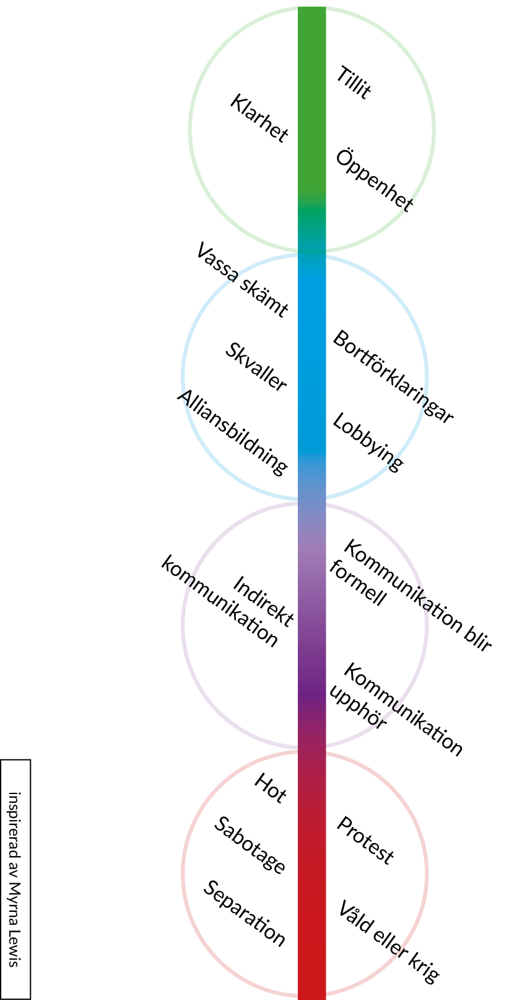 Tillit
Klarhet
Öppenhet
Vassa skämt
Bortförklaringar
Skvaller
Lobbying
Alliansbildning
Kommunikation blir
formell
Indirekt
kommunikation
Kommunikation
upphör
Hot
Protest
Sabotage
Våld eller krig
Separation
inspirerad av Myrna Lewis